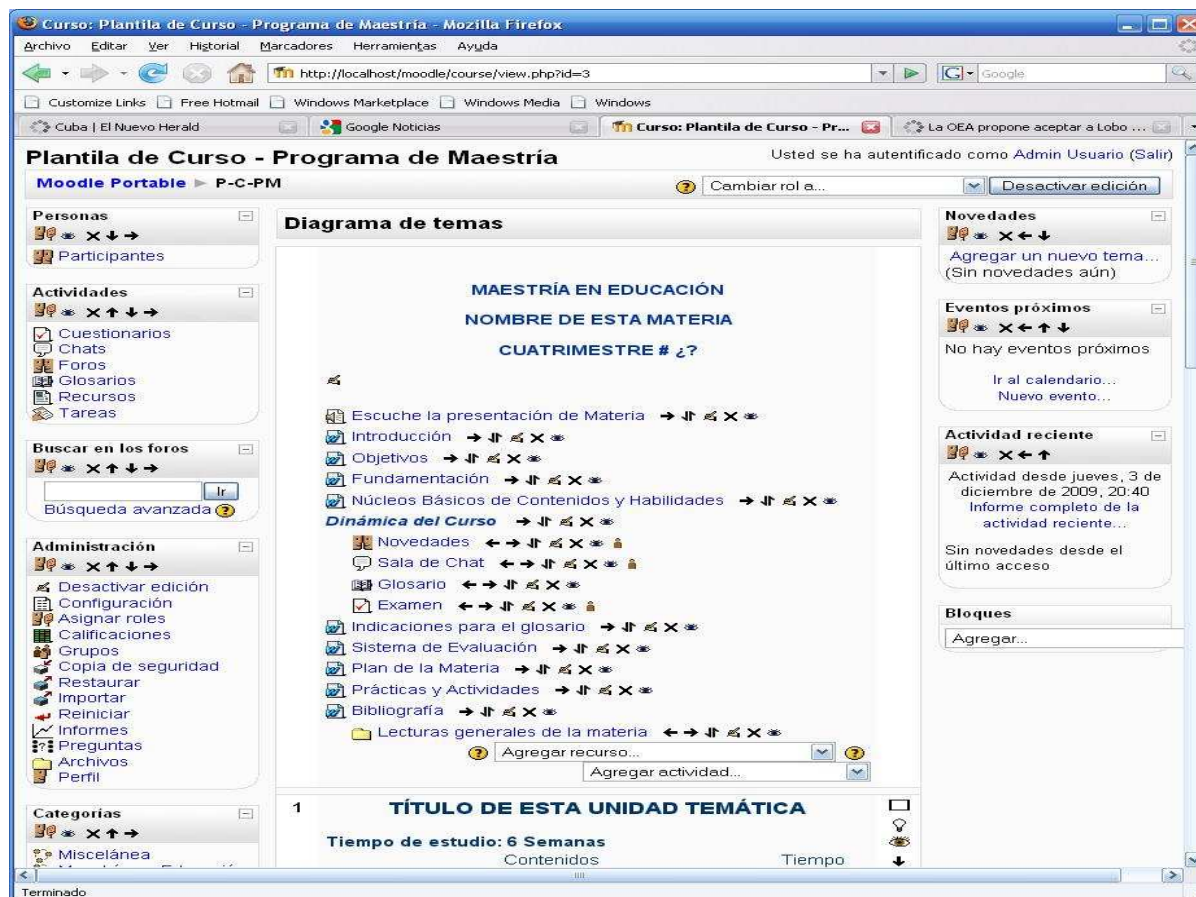 Curso: Plantila de Curso - Programa de Maestría - Mozilla Firefox
Archivo Editar Ver Historial Marcadores Herramientas Ayuda
http://localhost/moodle/course/view.php?id=3
Google
Customize Links Free Hotmail Windows Marketplace Windows Media Windows
Cuba | El Nuevo Herald
Google Noticias
Curso: Plantila de Curso - Pr...
La OEA propone aceptar a Lobo ...
Plantila de Curso - Programa de Maestría
Usted se ha autentificado como Admin Usuario (Salir)
Moodle Portable ► P-C-PM
Cambiar rol a...
Desactivar edición
Personas
Participantes
Actividades
Cuestionarios
Chats
Foros
Glosarios
Recursos
Tareas
Buscar en los foros
Ir
Búsqueda avanzada
Administración
Desactivar edición
Configuración
Asignar roles
Calificaciones
Grupos
Copia de seguridad
Restaurar
Importar
Reiniciar
Informes
Preguntas
Archivos
Perfil
Categorías
Miscelánea
Diagrama de temas
MAESTRÍA EN EDUCACIÓN
NOMBRE DE ESTA MATERIA
CUATRIMESTRE # ¿?
Escuche la presentación de Materia
Introducción
Objetivos
Fundamentación
Núcleos Básicos de Contenidos y Habilidades
Dinámica del Curso
Novedades
Sala de Chat
Glosario
Examen
Indicaciones para el glosario
Sistema de Evaluación
Plan de la Materia
Prácticas y Actividades
Bibliografía
Lecturas generales de la materia
Agregar recurso...
Agregar actividad...
1
TÍTULO DE ESTA UNIDAD TEMÁTICA
Tiempo de estudio: 6 Semanas
Contenidos Tiempo
Novedades
Agregar un nuevo tema...
(Sin novedades aún)
Eventos próximos
No hay eventos próximos
Ir al calendario...
Nuevo evento...
Actividad reciente
Actividad desde jueves, 3 de
diciembre de 2009, 20:40
Informe completo de la
actividad reciente...
Sin novedades desde el
último acceso
Bloques
Agregar...
Terminado